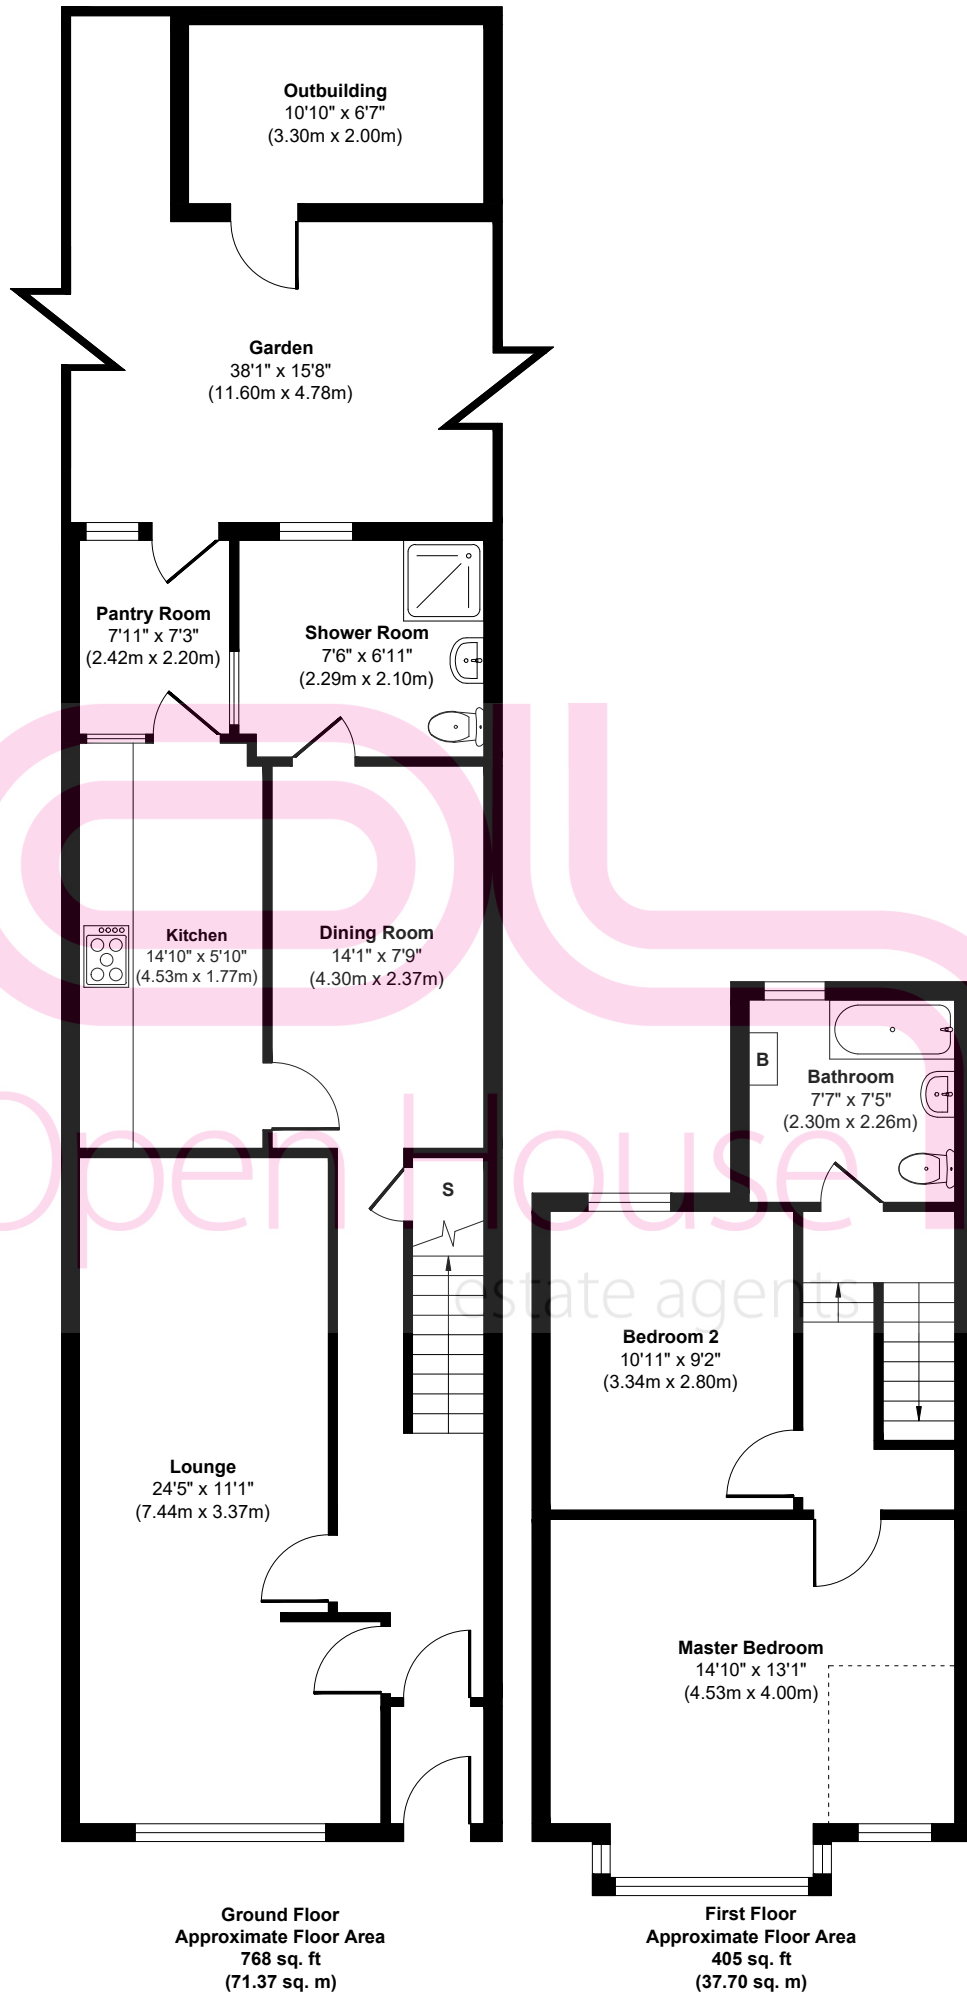 Outbuilding
10'10" x 6'7"
(3.30m x 2.00m)
Garden
38'1" x 15'8"
(11.60m x 4.78m)
Pantry Room
7'11" x 7'3"
(2.42m x 2.20m)
Shower Room
7'6" x 6'11"
(2.29m x 2.10m)
Kitchen
14'10" x 5'10"
(4.53m x 1.77m)
Dining Room
14'1" x 7'9"
(4.30m x 2.37m)
B
Bathroom
7'7" x 7'5"
(2.30m x 2.26m)
Open House
estate agents
S
Bedroom 2
10'11" x 9'2"
(3.34m x 2.80m)
Lounge
24'5" x 11'1"
(7.44m x 3.37m)
Master Bedroom
14'10" x 13'1"
(4.53m x 4.00m)
Ground Floor
Approximate Floor Area
768 sq. ft
(71.37 sq. m)
First Floor
Approximate Floor Area
405 sq. ft
(37.70 sq. m)